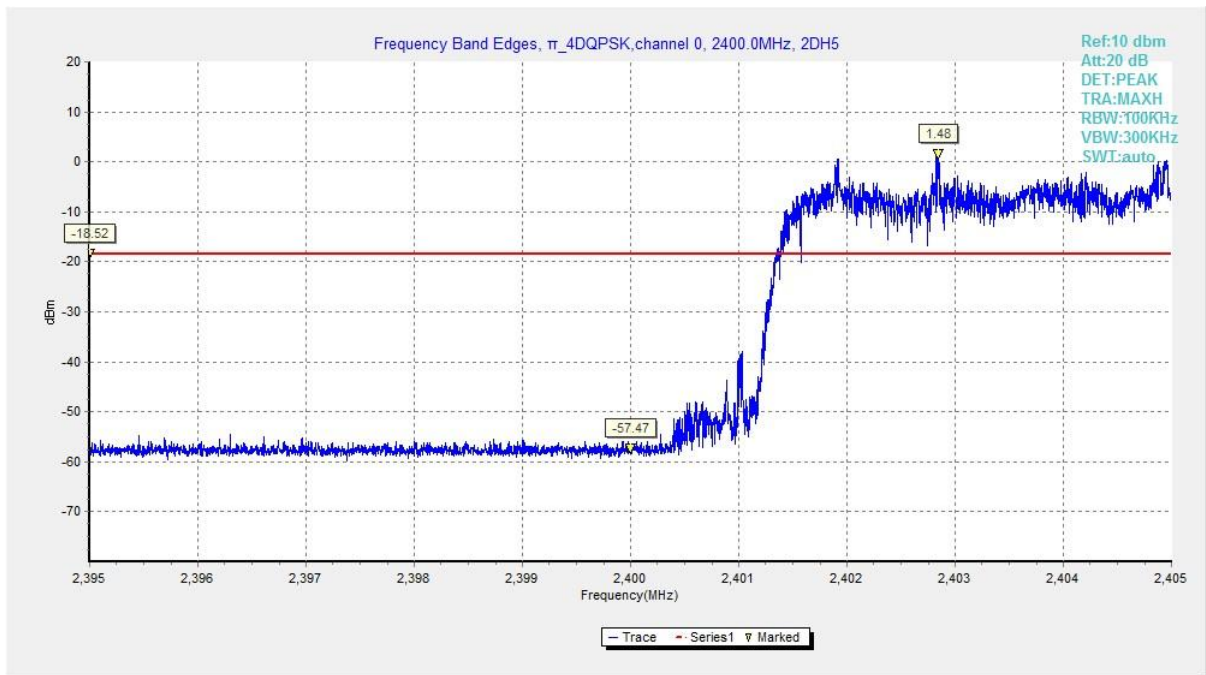 Frequency Band Edges, π_4DQPSK,channel 0, 2400.0MHz, 2DH5
Ref:10 dbm
Att:20 dB
DET:PEAK
TRA:MAXH
RBW:100KHz
VBW:300KHz
SWT:auto
20
10
0
-10
-20
-30
-40
-50
-60
-70
dBm
1.48
-18.52
-57.47
2,395 2,396 2,397 2,398 2,399 2,400 2,401 2,402 2,403 2,404 2,405
Frequency(MHz)
Trace Series1 Marked